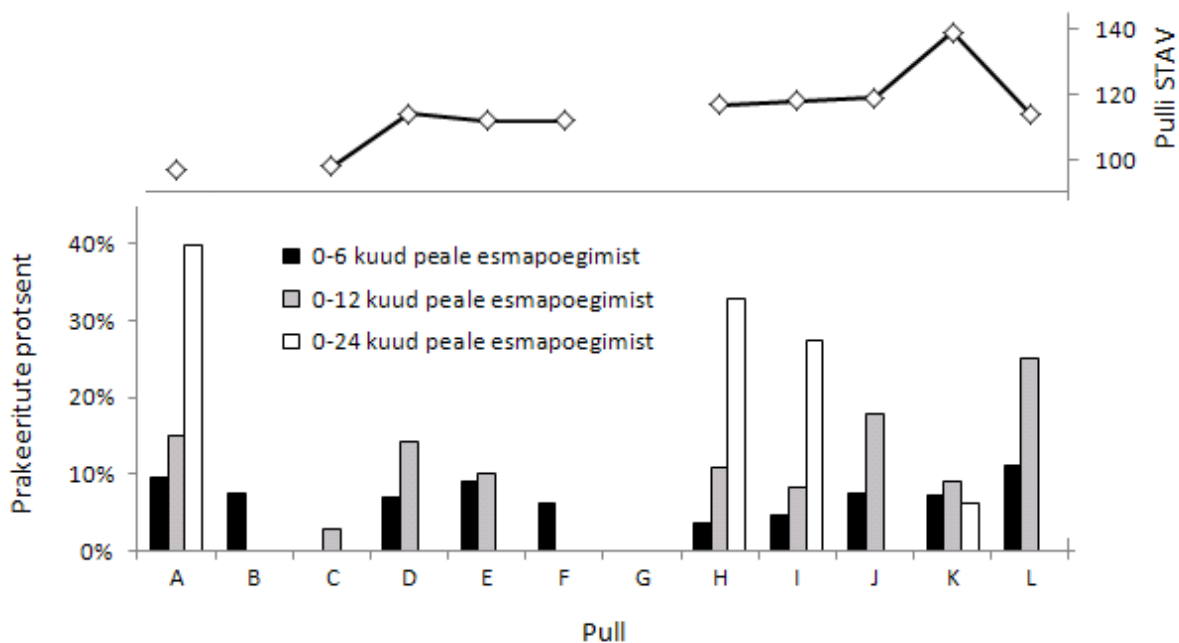 140
120
100
Pulli STAV
Prakeeritute protsent
40%
30%
20%
10%
0%
0-6 kuud peale esmapoegimist
0-12 kuud peale esmapoegimist
0-24 kuud peale esmapoegimist
A B C D E F G H I J K L
Pull